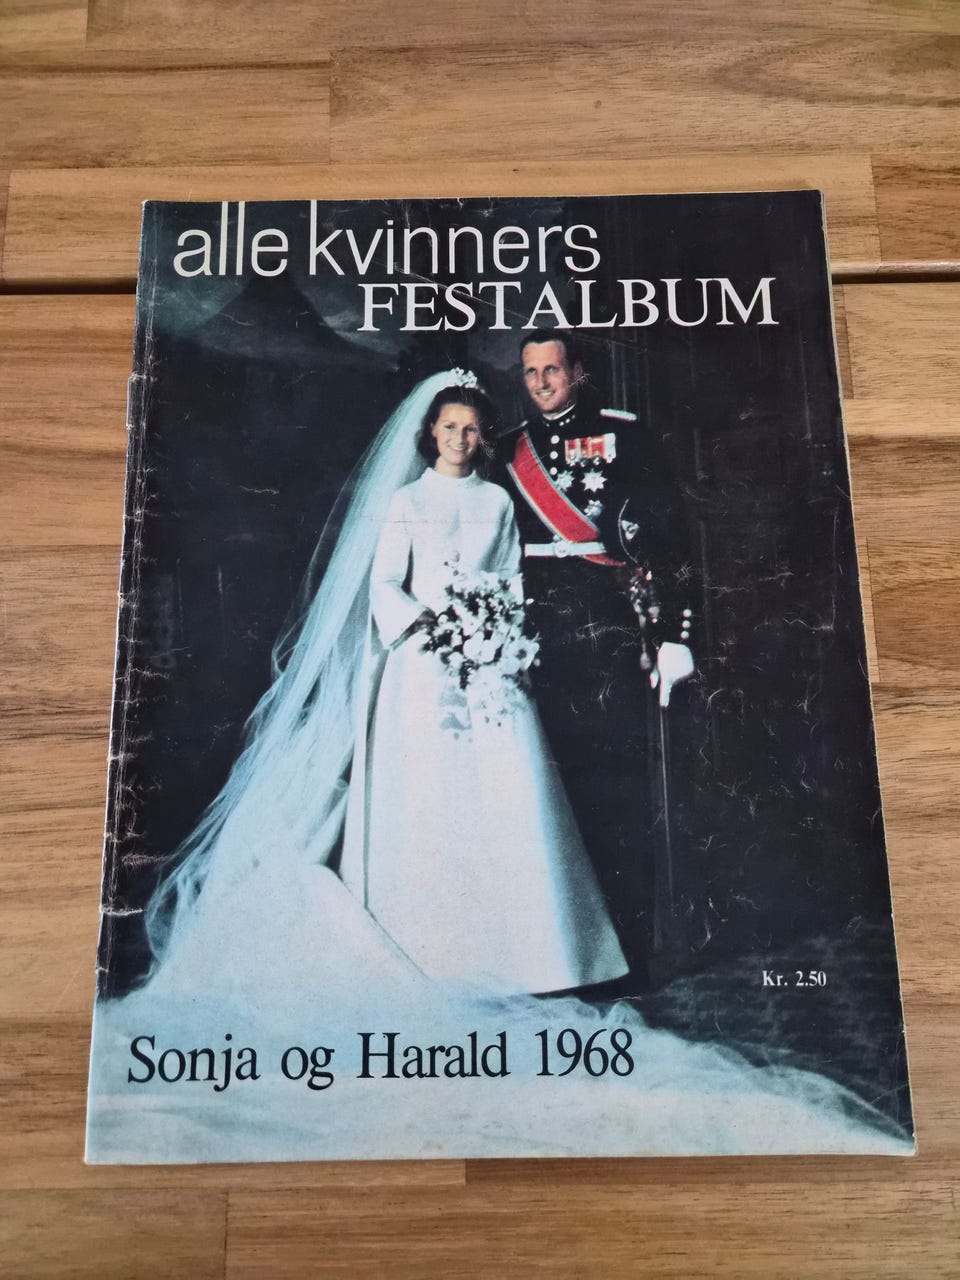 alle kvinners
FESTALBUM
Kr. 2.50
Sonja og Harald 1968